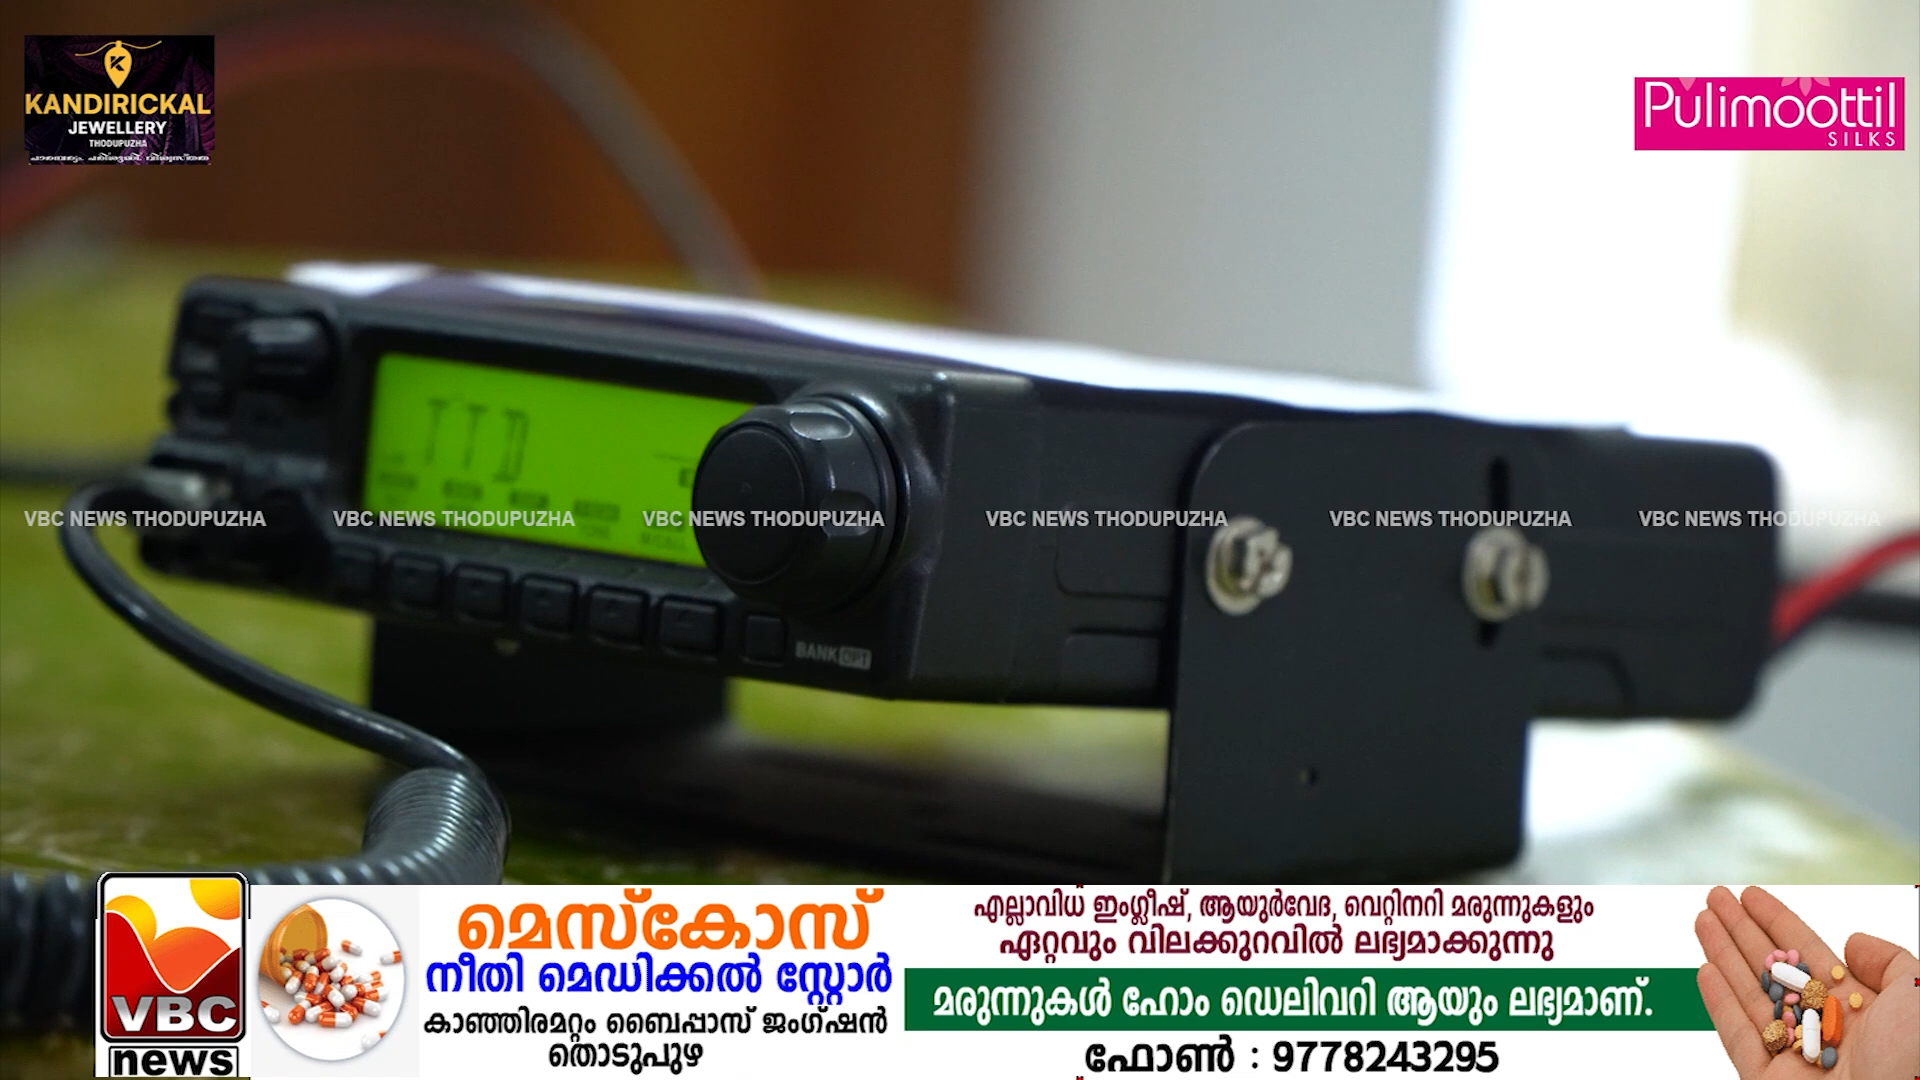 KANDIRICKAL
JEWELLERY
THODUPUZHA
Pulimoottil
SILKS
TTD
VBC NEWS THODUPUZHA VBC NEWS THODUPUZHA VBC NEWS THODUPUZHA VBC NEWS THODUPUZHA VBC NEWS THODUPUZHA VBC NEWS THODUPUZHA
BANK OPT
VBC
news
മെസ്കോസ്
നീതി മെഡിക്കൽ സ്റ്റോർ
കാഞ്ഞിരമറ്റം ബൈപ്പാസ് ജംഗ്ഷൻ
തൊടുപുഴ
എല്ലാവിധ ഇംഗ്ലീഷ്, ആയുർവേദ, വെറ്റിനറി മരുന്നുകളും
ഏറ്റവും വിലക്കുറവിൽ ലഭ്യമാക്കുന്നു
മരുന്നുകൾ ഹോം ഡെലിവറി ആയും ലഭ്യമാണ്.
ഫോൺ : 9778243295